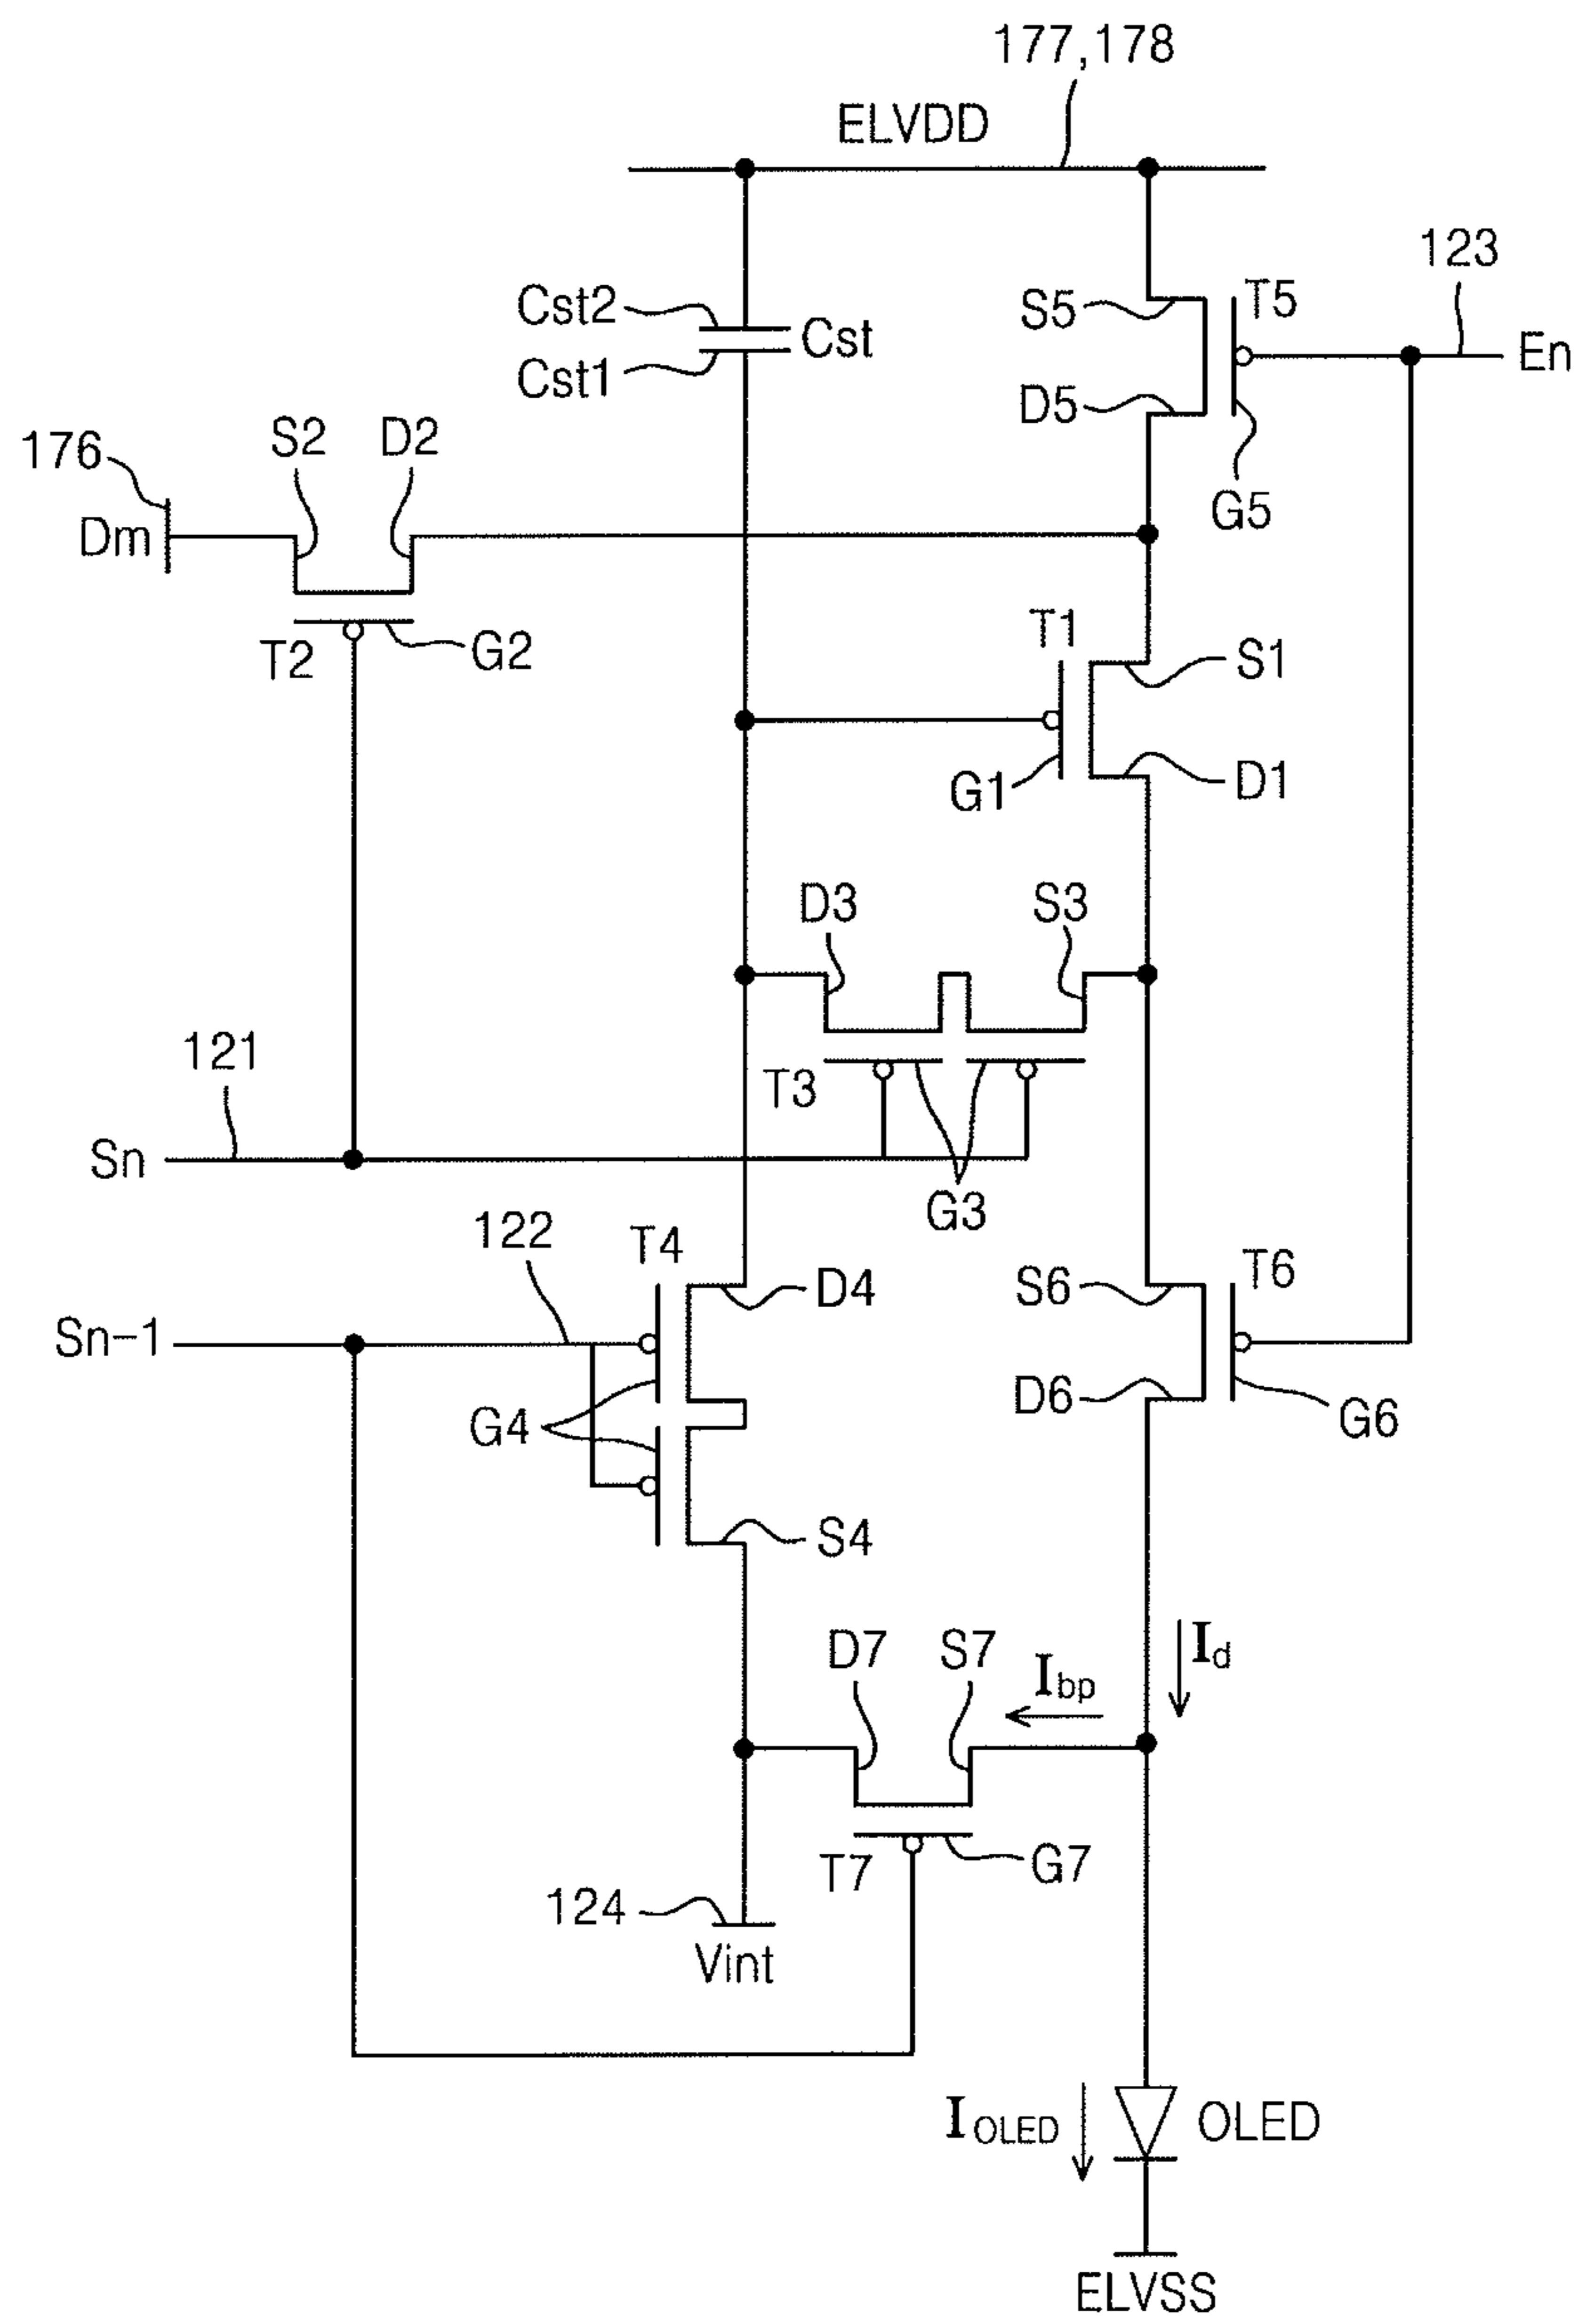 177,178
ELVDD
123
Cst2
Cst
Cst1
S5
T5
En
D5
G5
176
S2
D2
Dm
T2
G2
T1
S1
G1
D1
D3
S3
121
T3
Sn
G3
122
T4
D4
S6
T6
Sn-1
D6
G6
G4
S4
D7
S7
Ibp
Id
T7
G7
124
Vint
IOLED
OLED
ELVSS